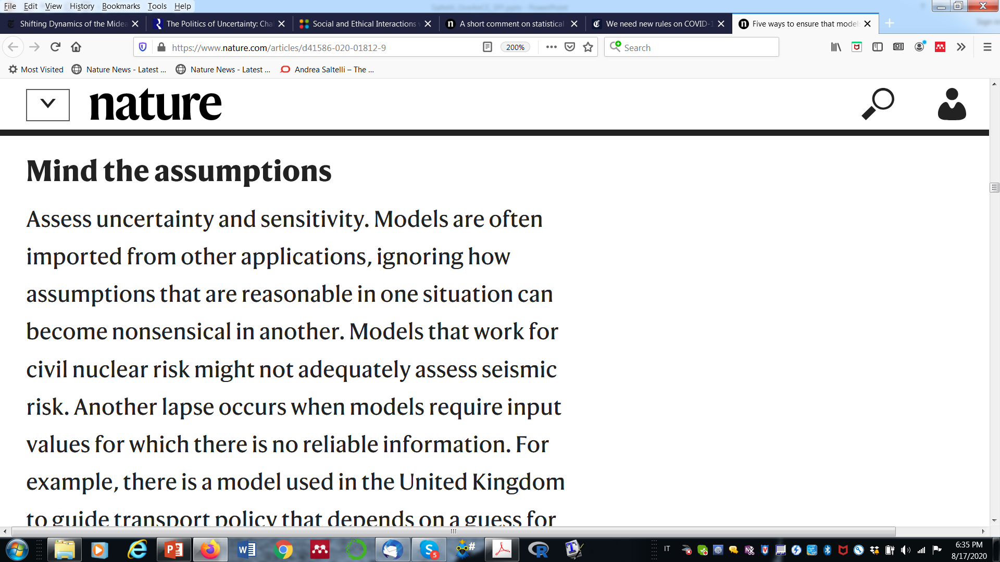 File Edit View History Bookmarks Tools Help
Shifting Dynamics of the Midea
The Politics of Uncertainty: Cha
Social and Ethical Interactions
A short comment on statistical
We need new rules on COVID-1
Five ways to ensure that models
https://www.nature.com/articles/d41586-020-01812-9
200%
Search
Most Visited
Nature News - Latest ...
Nature News - Latest ...
Andrea Saltelli – The ...
nature
Mind the assumptions
Assess uncertainty and sensitivity. Models are often
imported from other applications, ignoring how
assumptions that are reasonable in one situation can
become nonsensical in another. Models that work for
civil nuclear risk might not adequately assess seismic
risk. Another lapse occurs when models require input
values for which there is no reliable information. For
example, there is a model used in the United Kingdom
to guide transport policy that depends on a guess for
IT
6:35 PM
8/17/2020